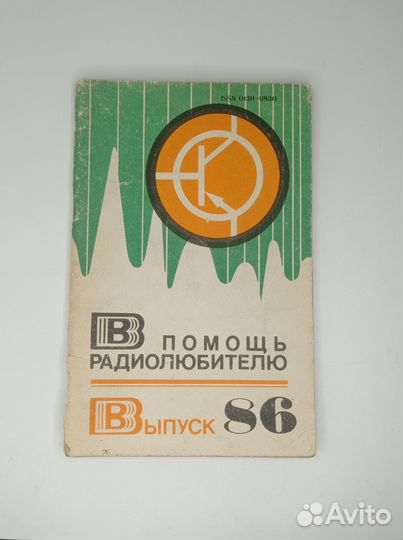 ISSN 0130-0830
В ПОМОЩЬ
РАДИОЛЮБИТЕЛЮ
ВЫПУСК 86
Avito